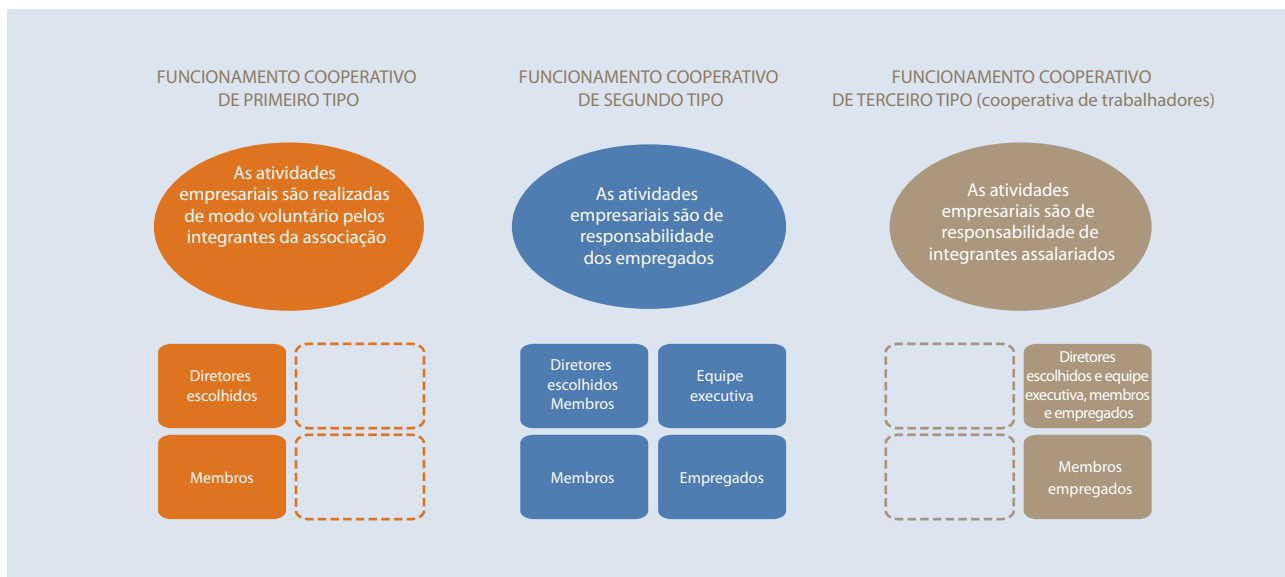 FUNCIONAMENTO COOPERATIVO
DE PRIMEIRO TIPO
As atividades
empresariais são realizadas
de modo voluntário pelos
integrantes da associação
Diretores
escolhidos
Membros
FUNCIONAMENTO COOPERATIVO
DE SEGUNDO TIPO
As atividades
empresariais são de
responsabilidade
dos empregados
Diretores
escolhidos
Membros
Equipe
executiva
Membros
Empregados
FUNCIONAMENTO COOPERATIVO
DE TERCEIRO TIPO (cooperativa de trabalhadores)
As atividades
empresariais são de
responsabilidade de
integrantes assalariados
Diretores
escolhidos e equipe
executiva, membros
e empregados
Membros
empregados